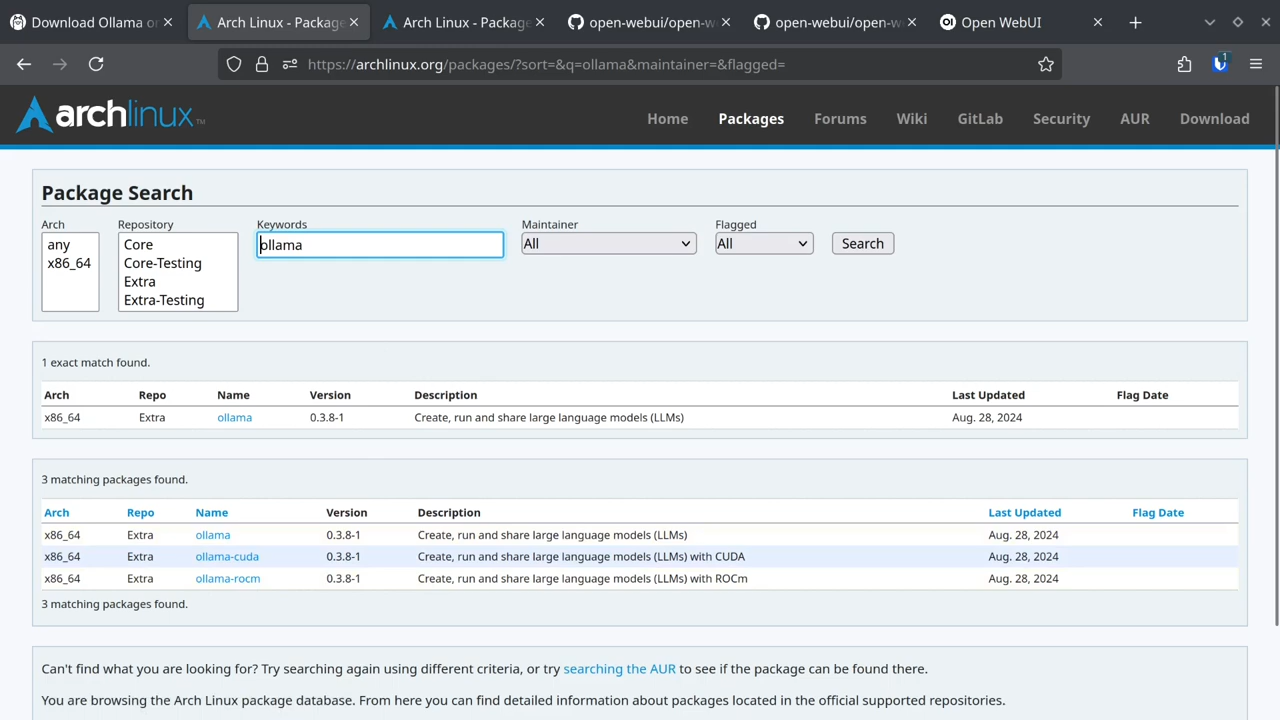 Download Ollama or
Arch Linux - Package
Arch Linux - Package
open-webui/open-w
open-webui/open-w
OI Open WebUI
https://archlinux.org/packages/?sort=&q=ollama&maintainer=&flagged=
1
archlinux™
Home Packages Forums Wiki GitLab Security AUR Download
Package Search
Arch Repository Keywords Maintainer Flagged
any
x86_64
Core
Core-Testing
Extra
Extra-Testing
ollama
All
All
Search
1 exact match found.
Arch Repo Name Version Description Last Updated Flag Date
x86_64 Extra ollama 0.3.8-1 Create, run and share large language models (LLMs) Aug. 28, 2024
3 matching packages found.
Arch Repo Name Version Description Last Updated Flag Date
x86_64 Extra ollama 0.3.8-1 Create, run and share large language models (LLMs) Aug. 28, 2024
x86_64 Extra ollama-cuda 0.3.8-1 Create, run and share large language models (LLMs) with CUDA Aug. 28, 2024
x86_64 Extra ollama-rocm 0.3.8-1 Create, run and share large language models (LLMs) with ROCm Aug. 28, 2024
3 matching packages found.
Can't find what you are looking for? Try searching again using different criteria, or try searching the AUR to see if the package can be found there.
You are browsing the Arch Linux package database. From here you can find detailed information about packages located in the official supported repositories.